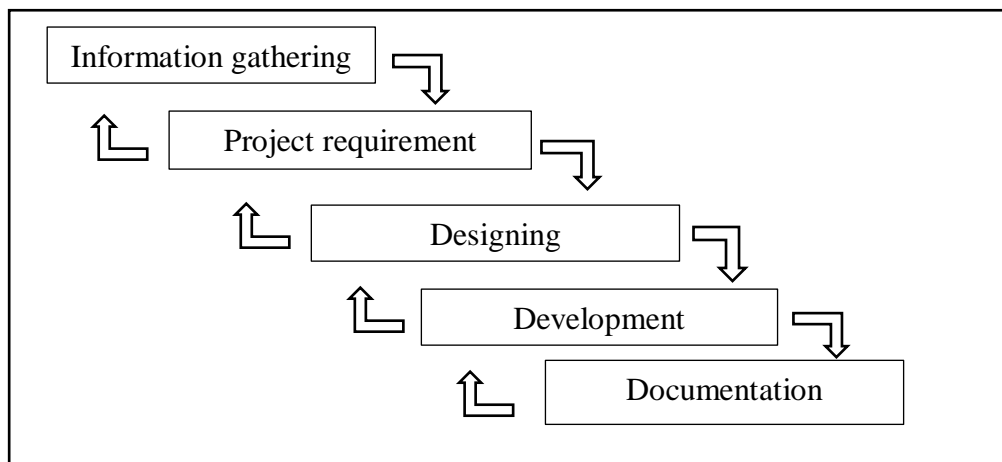 Information gathering
Project requirement
Designing
Development
Documentation